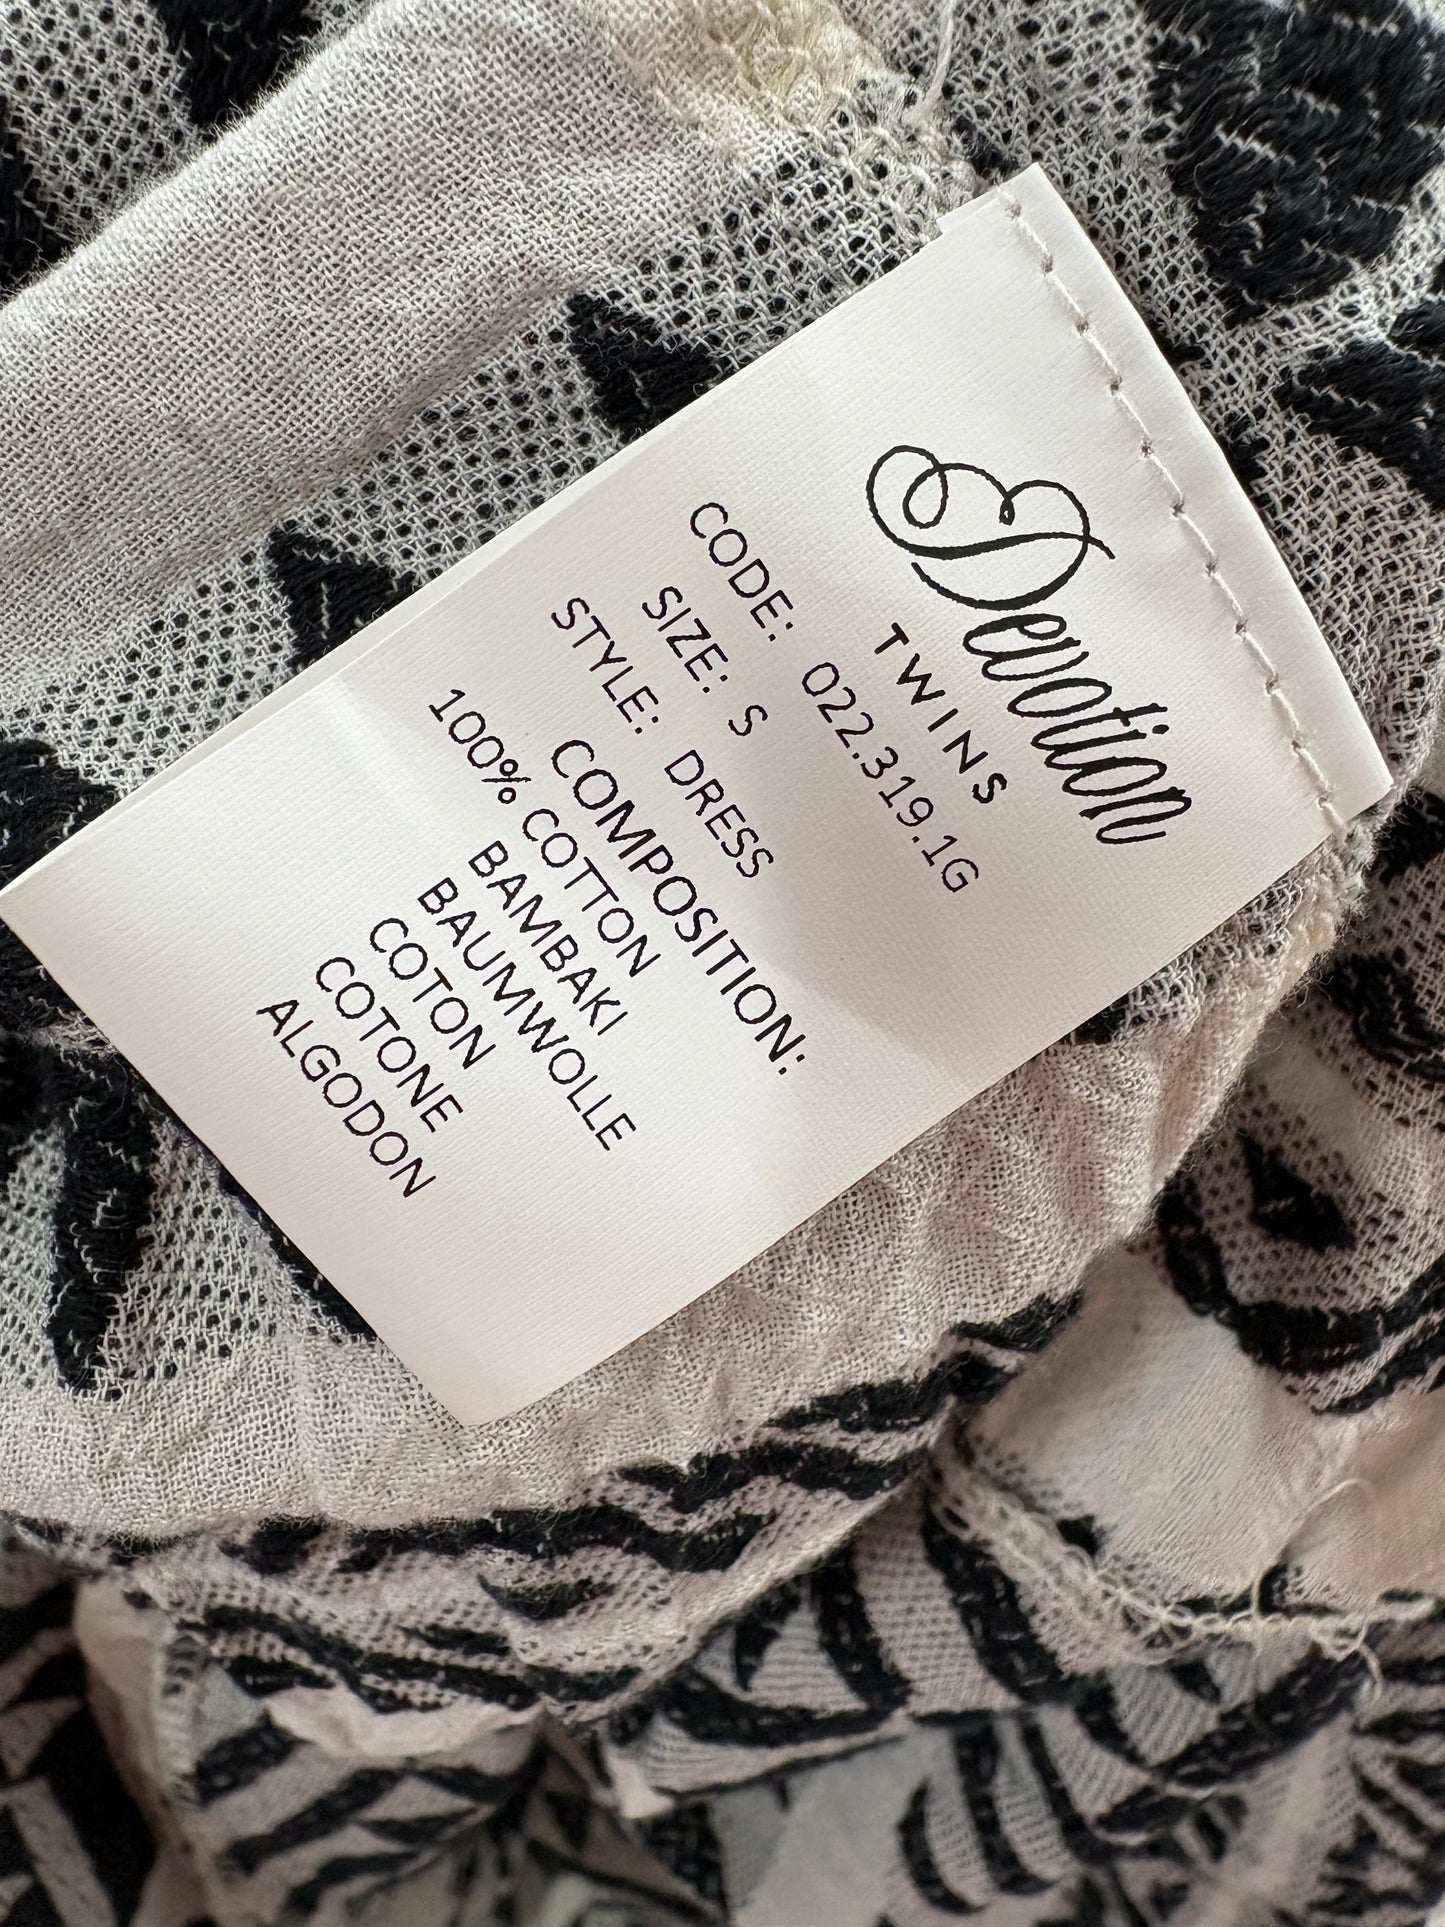 Devotion
TWINS
CODE: 022.319.1G
SIZE: S
STYLE: DRESS
COMPOSITION:
100% COTTON
BAMBAKI
BAUMWOLLE
COTON
COTONE
ALGODON